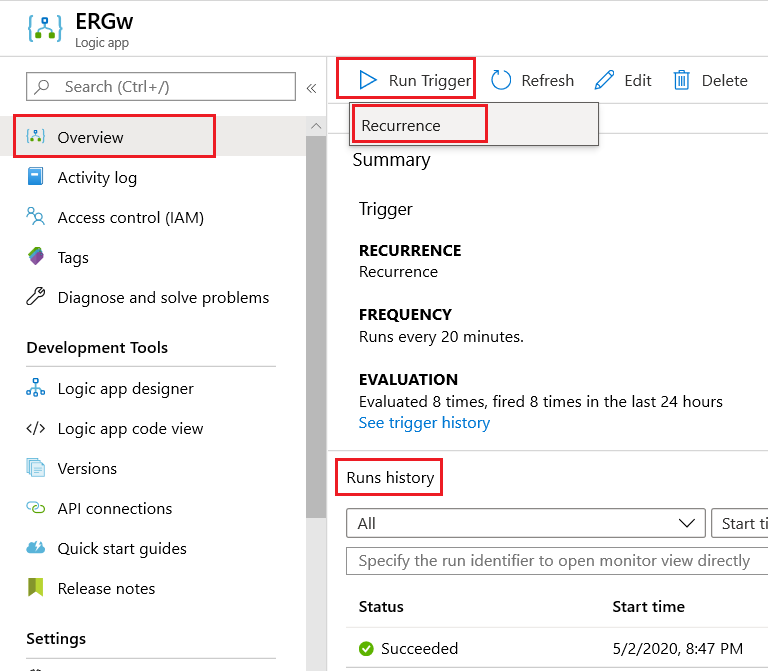 ERGw
Logic app
Search (Ctrl+/)
«
Overview
Activity log
Access control (IAM)
Tags
Diagnose and solve problems
Development Tools
Logic app designer
Logic app code view
Versions
API connections
Quick start guides
Release notes
Settings
Run Trigger
Refresh
Edit
Delete
Recurrence
Summary
Trigger
RECURRENCE
Recurrence
FREQUENCY
Runs every 20 minutes.
EVALUATION
Evaluated 8 times, fired 8 times in the last 24 hours
See trigger history
Runs history
All
Start ti
Specify the run identifier to open monitor view directly
Status Start time
Succeeded 5/2/2020, 8:47 PM